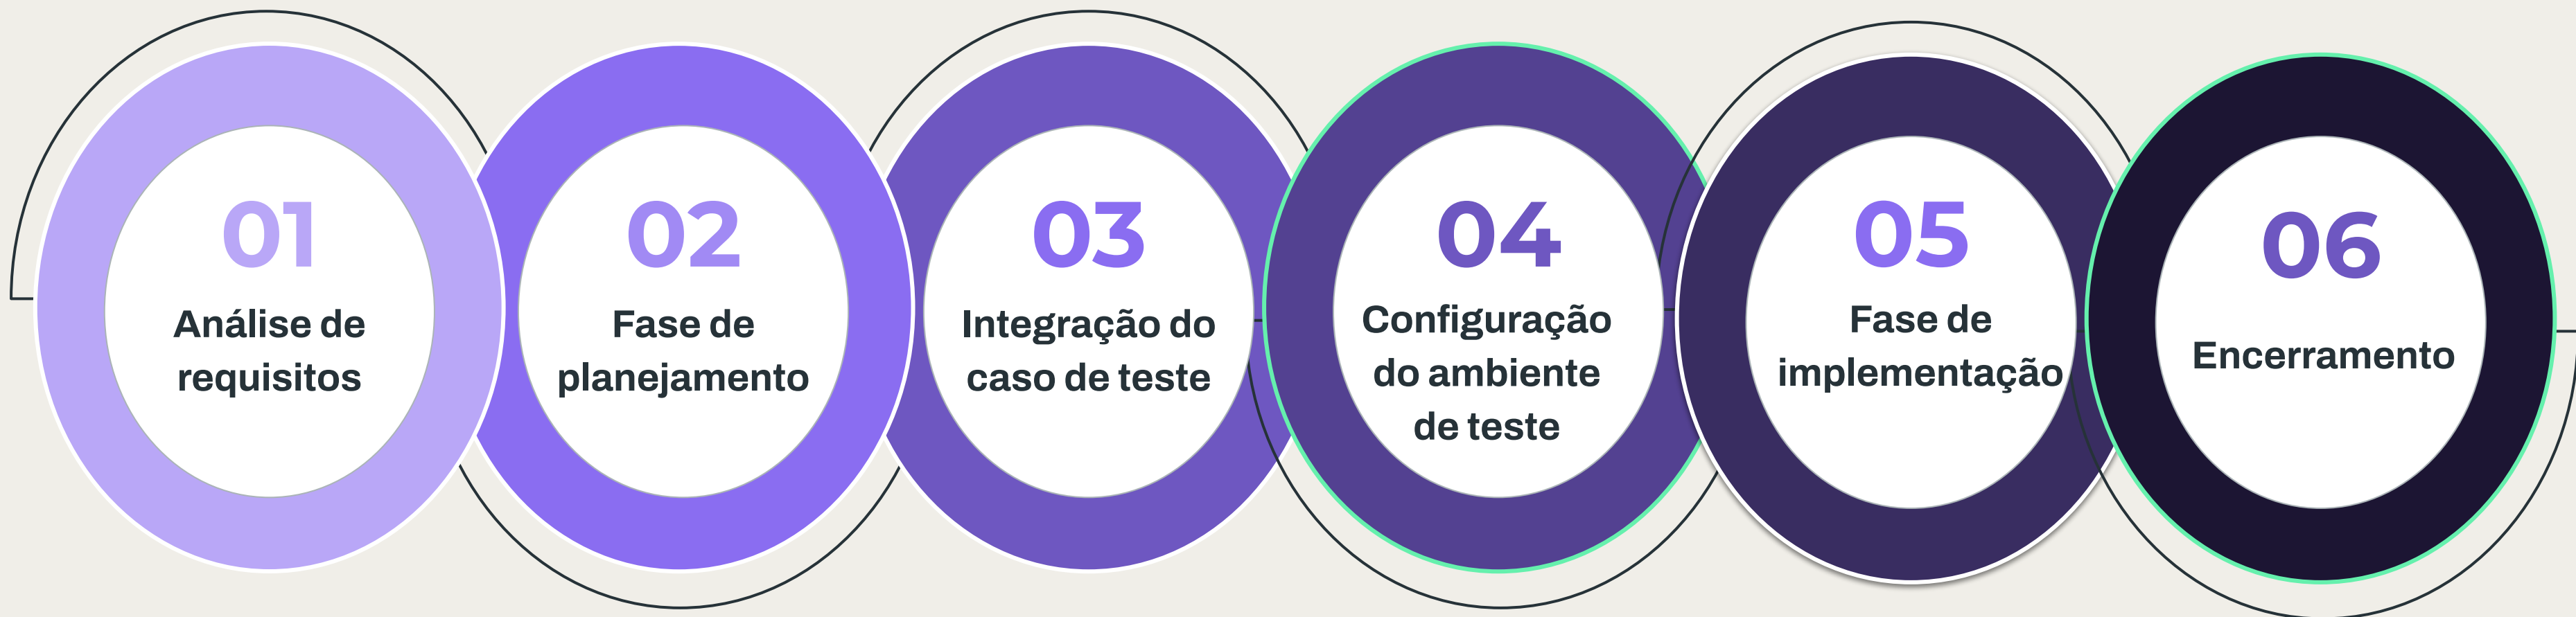 01
Análise de
requisitos
02
Fase de
planejamento
03
Integração do
caso de teste
04
Configuração
do ambiente
de teste
05
Fase de
implementação
06
Encerramento